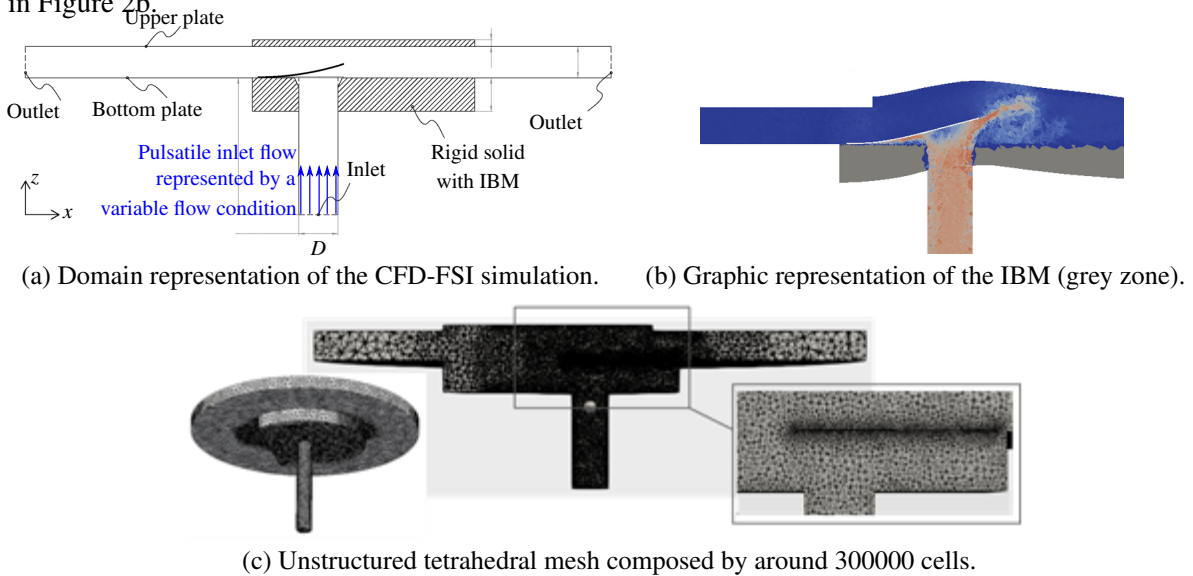 in Figure 2b.
Upper plate
Outlet
Bottom plate
Outlet
Pulsatile inlet flow
represented by a
variable flow condition
Inlet
Rigid solid
with IBM
z
x
D
(a) Domain representation of the CFD-FSI simulation.
(b) Graphic representation of the IBM (grey zone).
(c) Unstructured tetrahedral mesh composed by around 300000 cells.